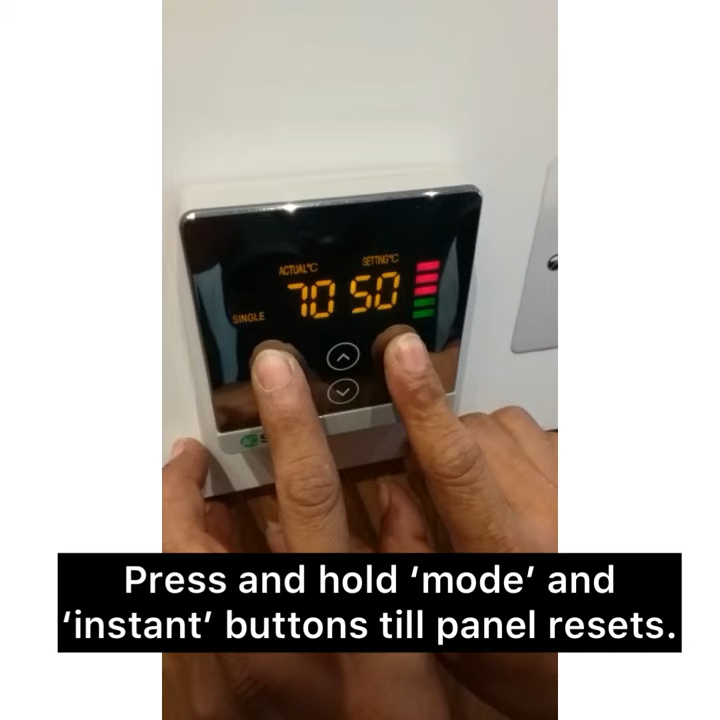 ACTUAL°C SETTING°C
70 50
SINGLE
Press and hold ‘mode’ and
‘instant’ buttons till panel resets.